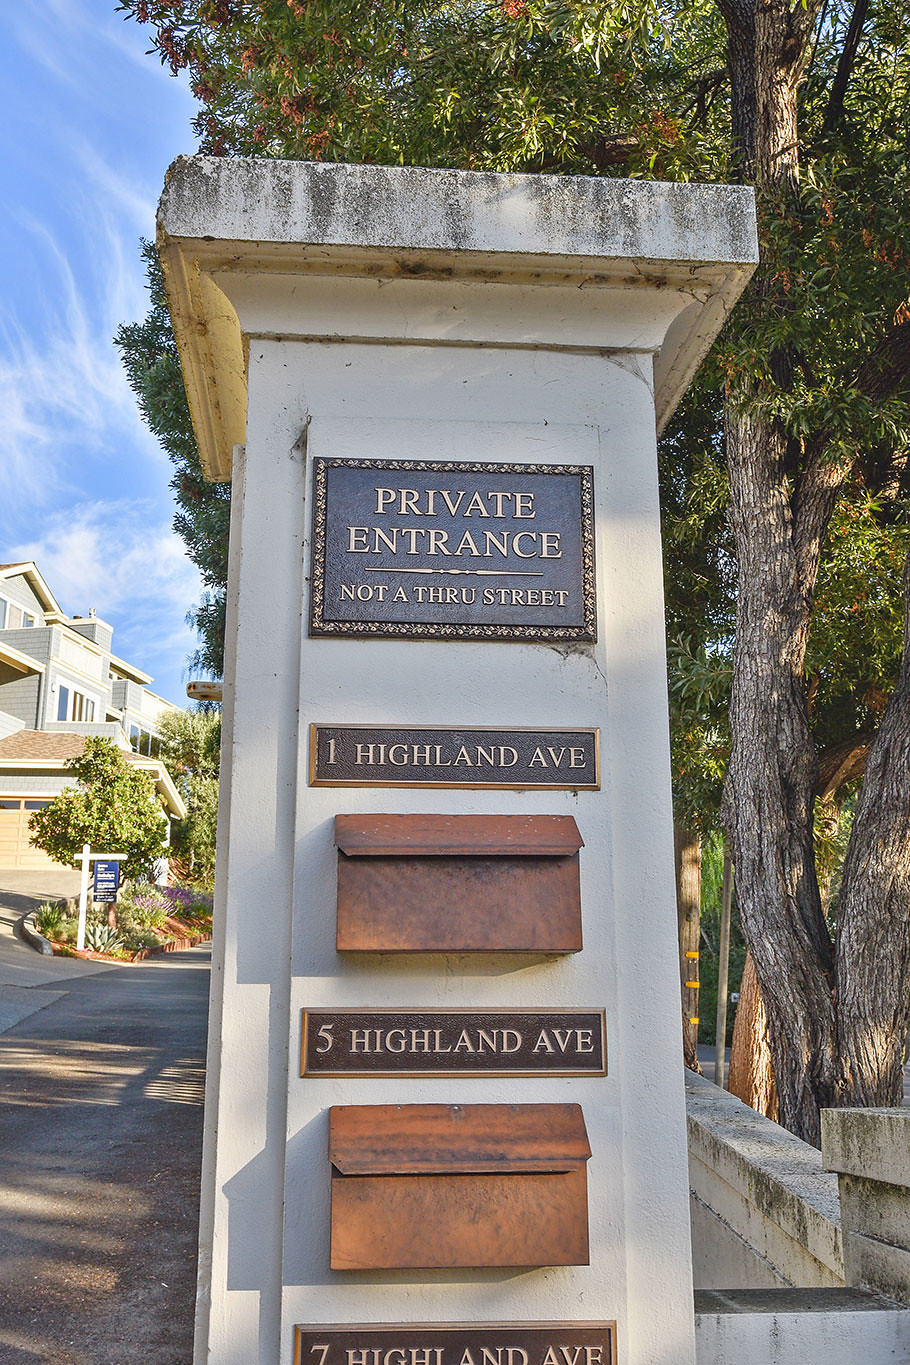 PRIVATE
ENTRANCE
NOT A THRU STREET
1 HIGHLAND AVE
5 HIGHLAND AVE
7 HIGHLAND AVE